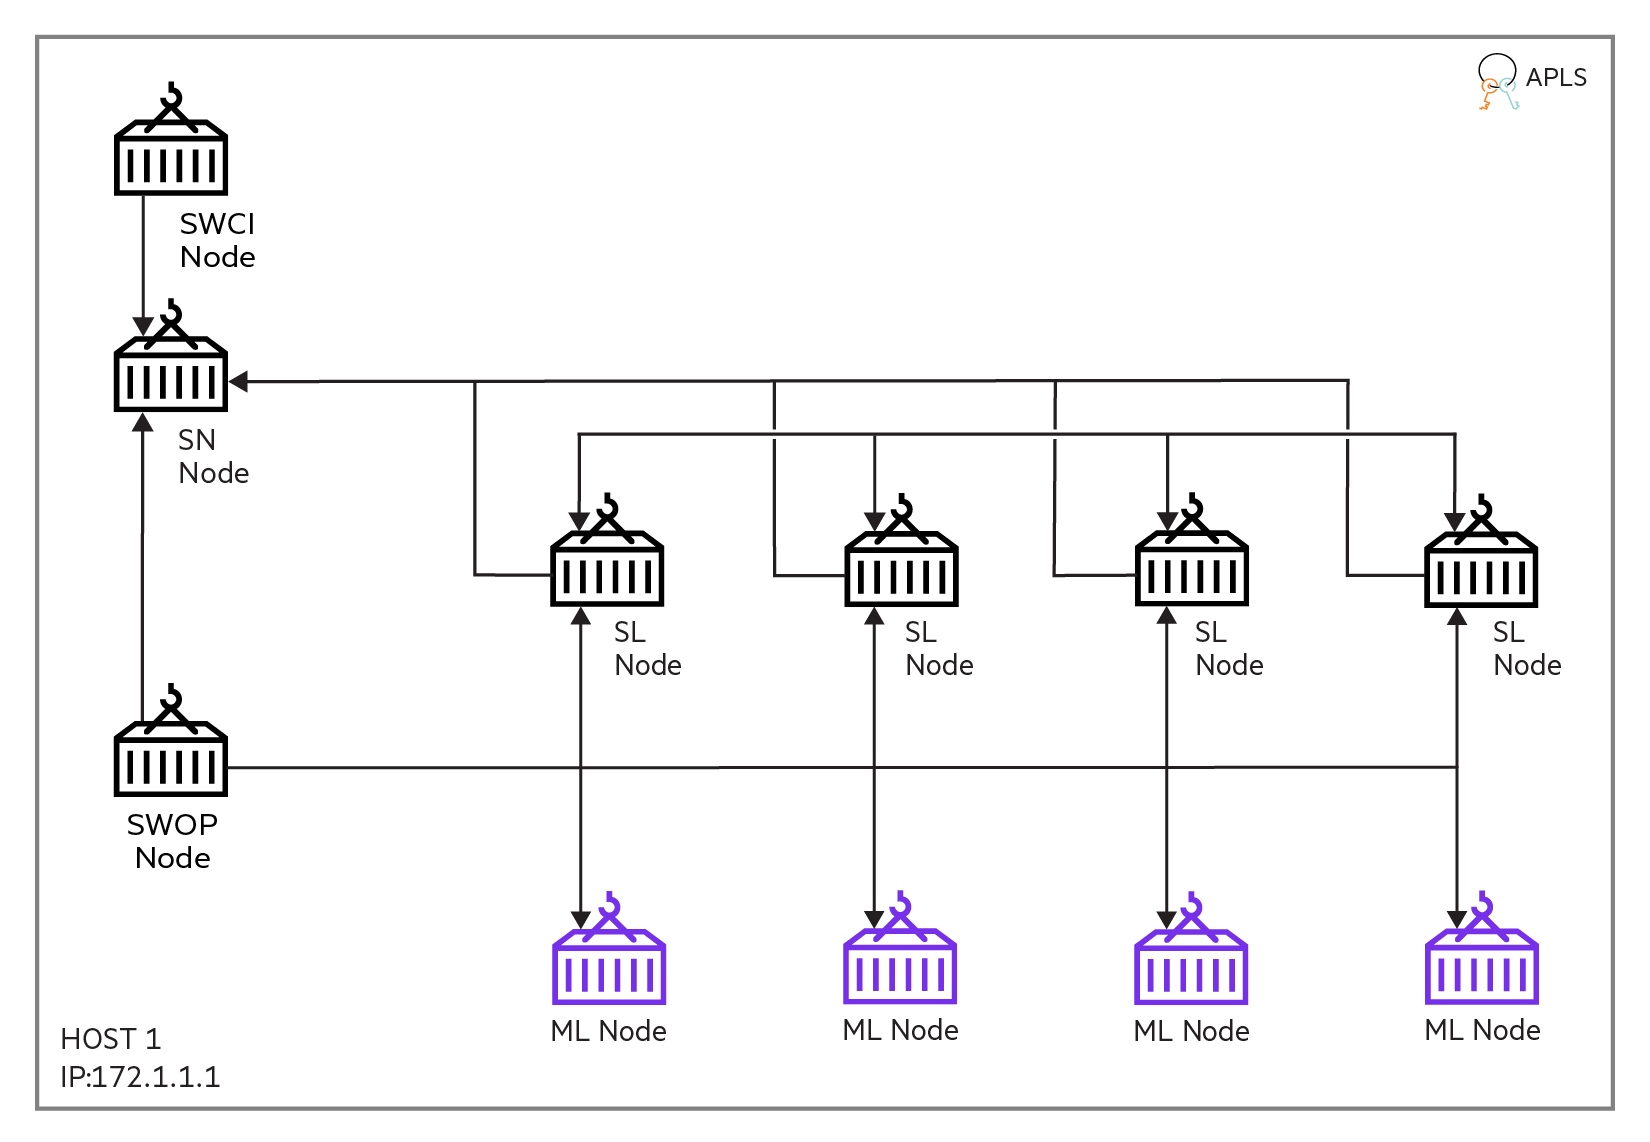 APLS
SWCI
Node
SN
Node
SL
Node
SL
Node
SL
Node
SL
Node
SWOP
Node
ML Node
ML Node
ML Node
ML Node
HOST 1
IP:172.1.1.1